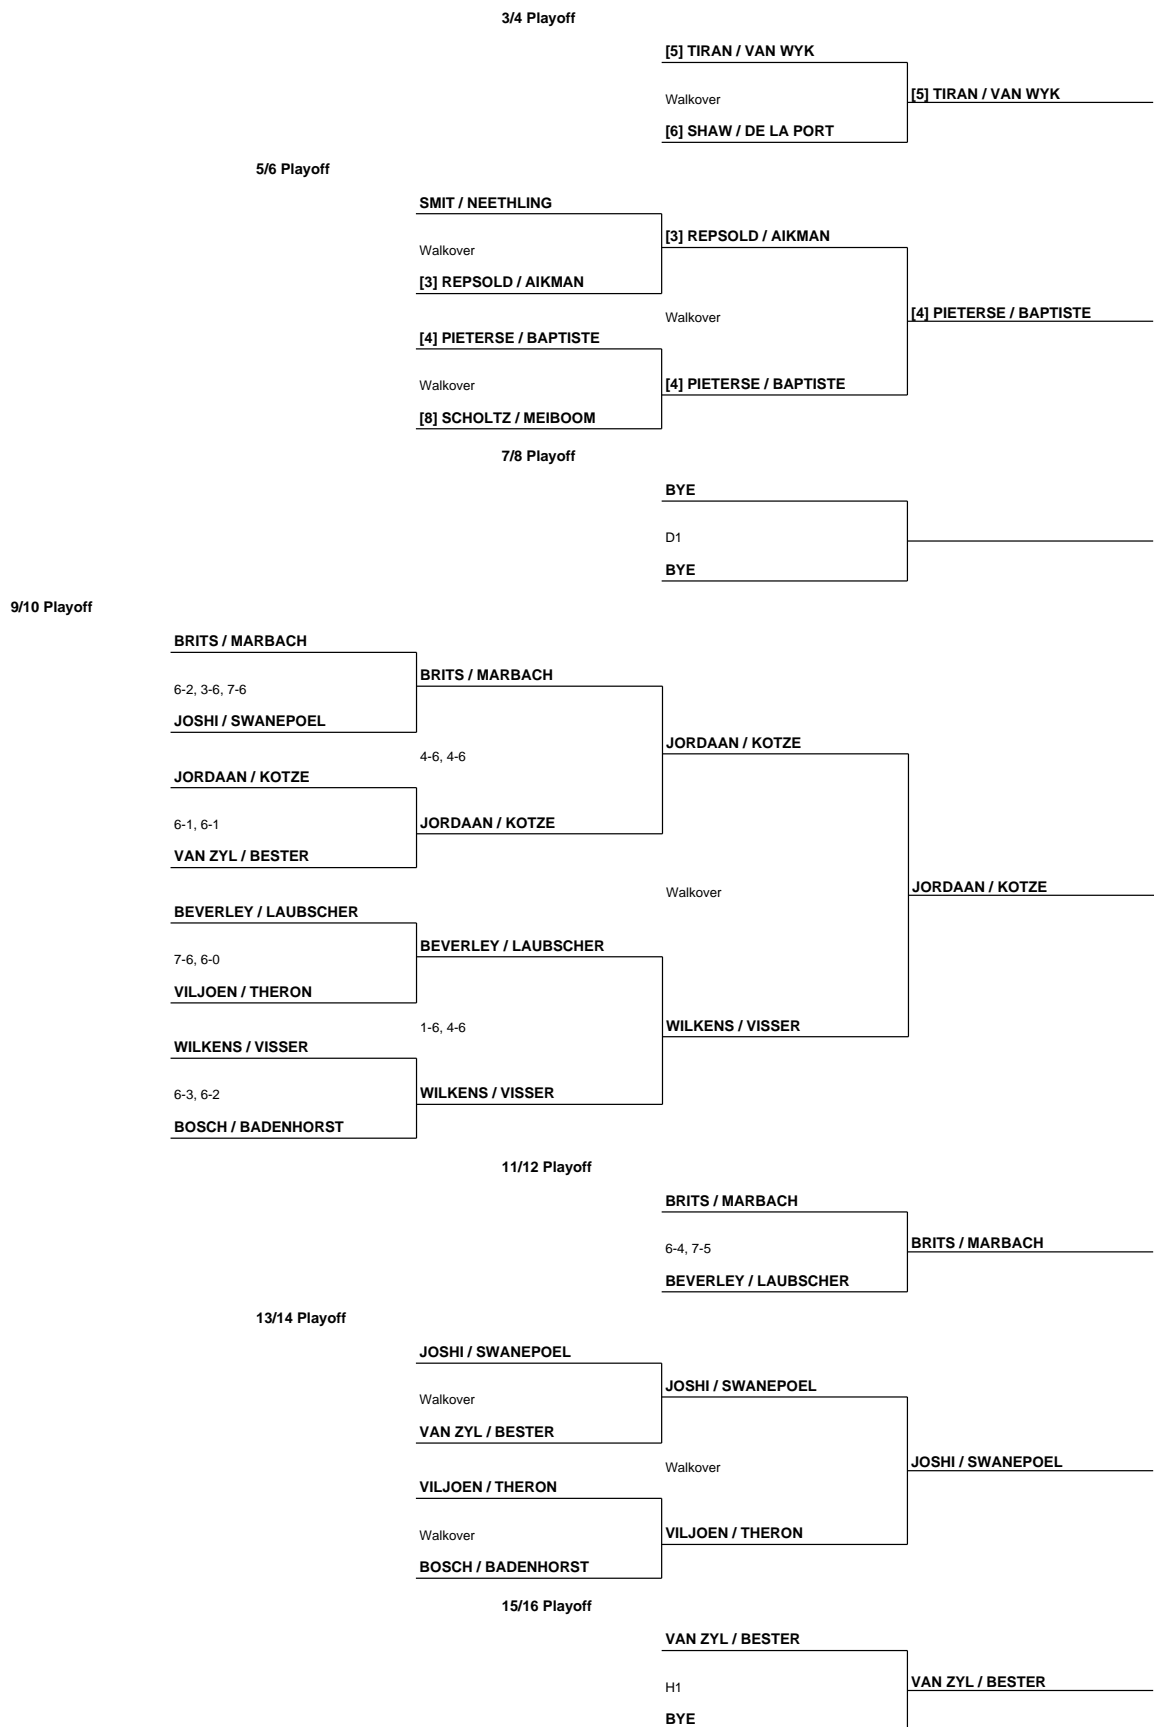 3/4 Playoff
[5] TIRAN / VAN WYK
Walkover
[5] TIRAN / VAN WYK
[6] SHAW / DE LA PORT
5/6 Playoff
SMIT / NEETHLING
[3] REPSOLD / AIKMAN
Walkover
[3] REPSOLD / AIKMAN
Walkover
[4] PIETERSE / BAPTISTE
[4] PIETERSE / BAPTISTE
Walkover
[4] PIETERSE / BAPTISTE
[8] SCHOLTZ / MEIBOOM
7/8 Playoff
BYE
D1
BYE
9/10 Playoff
BRITS / MARBACH
BRITS / MARBACH
6-2, 3-6, 7-6
JOSHI / SWANEPOEL
JORDAAN / KOTZE
4-6, 4-6
JORDAAN / KOTZE
6-1, 6-1
JORDAAN / KOTZE
VAN ZYL / BESTER
Walkover
JORDAAN / KOTZE
BEVERLEY / LAUBSCHER
BEVERLEY / LAUBSCHER
7-6, 6-0
VILJOEN / THERON
1-6, 4-6
WILKENS / VISSER
WILKENS / VISSER
6-3, 6-2
WILKENS / VISSER
BOSCH / BADENHORST
11/12 Playoff
BRITS / MARBACH
6-4, 7-5
BRITS / MARBACH
BEVERLEY / LAUBSCHER
13/14 Playoff
JOSHI / SWANEPOEL
JOSHI / SWANEPOEL
Walkover
VAN ZYL / BESTER
Walkover
JOSHI / SWANEPOEL
VILJOEN / THERON
Walkover
VILJOEN / THERON
BOSCH / BADENHORST
15/16 Playoff
VAN ZYL / BESTER
H1
VAN ZYL / BESTER
BYE